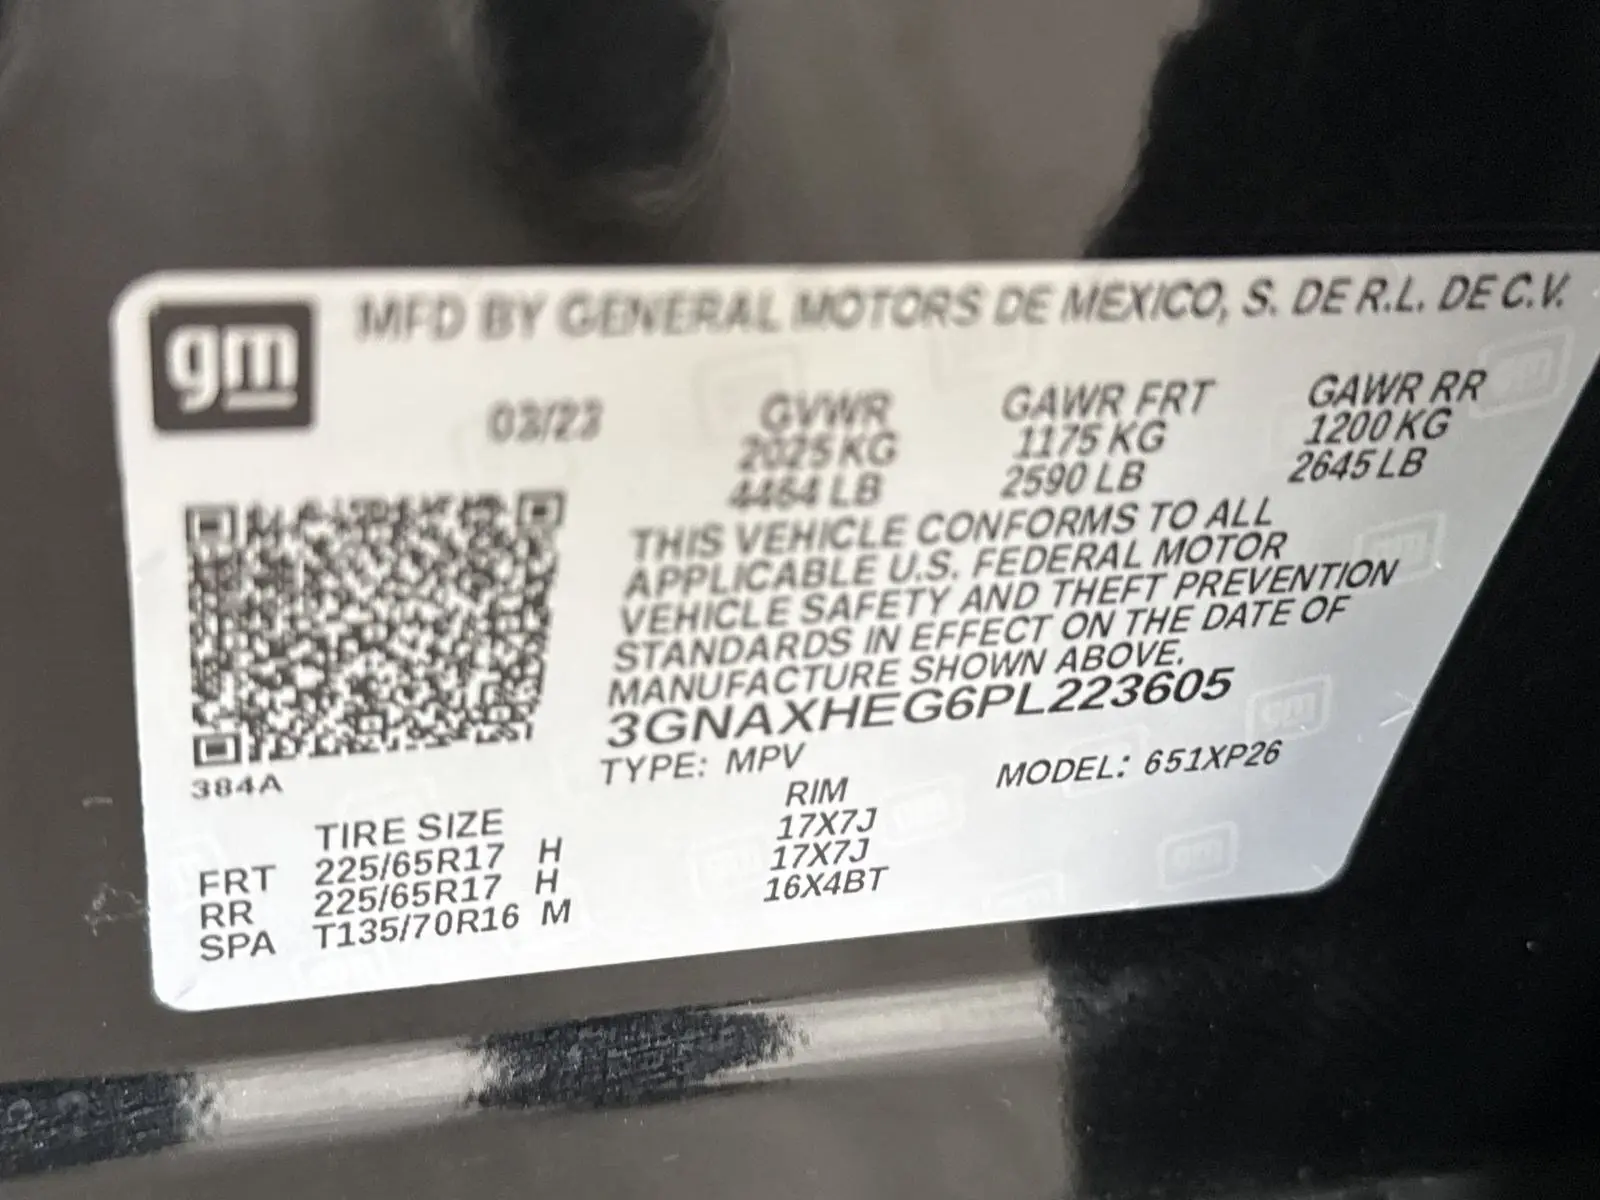 gm
MFD BY GENERAL MOTORS DE MEXICO, S. DE R.L. DE C.V.
03/23 GVWR GAWR FRT GAWR RR
2025 KG 1175 KG 1200 KG
4464 LB 2590 LB 2645 LB
THIS VEHICLE CONFORMS TO ALL
APPLICABLE U.S. FEDERAL MOTOR
VEHICLE SAFETY AND THEFT PREVENTION
STANDARDS IN EFFECT ON THE DATE OF
MANUFACTURE SHOWN ABOVE.
3GNAXHEG6PL223605
TYPE: MPV MODEL: 651XP26
384A
TIRE SIZE RIM
FRT 225/65R17 H 17X7J
RR 225/65R17 H 17X7J
SPA T135/70R16 M 16X4BT